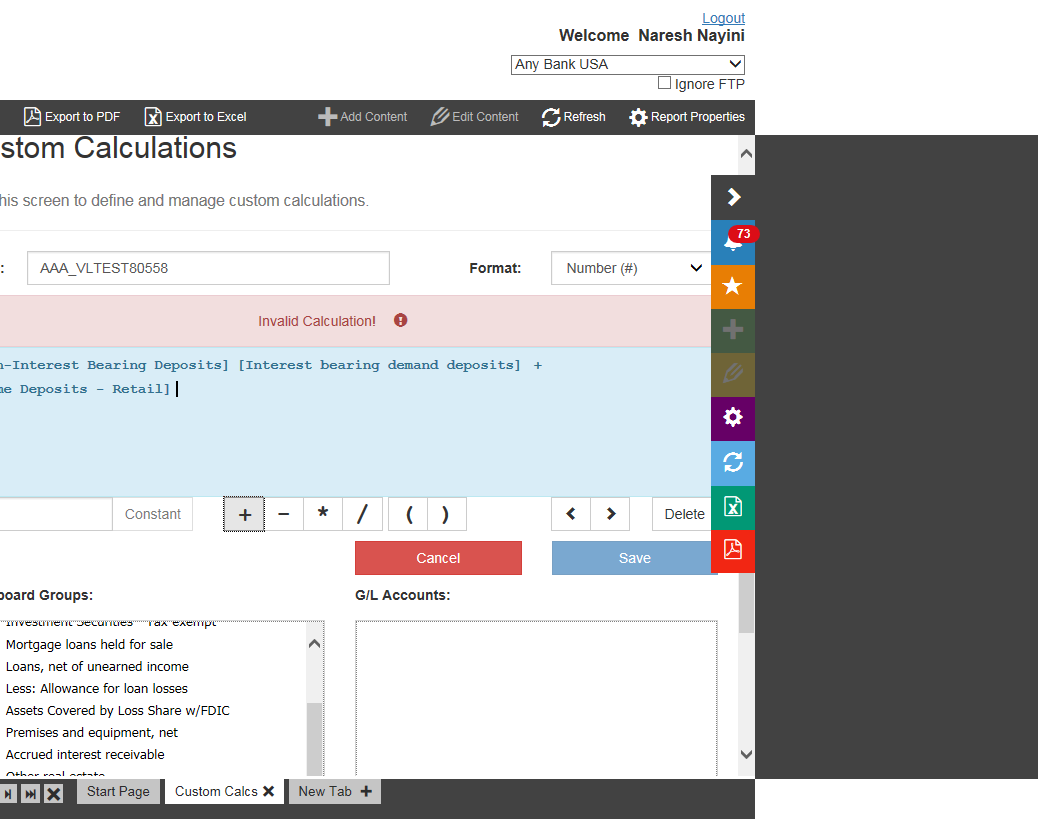 Logout
Welcome Naresh Nayini
Any Bank USA
Ignore FTP
Export to PDF Export to Excel Add Content Edit Content Refresh Report Properties
stom Calculations
his screen to define and manage custom calculations.
73
: AAA_VLTEST80558 Format: Number (#)
Invalid Calculation!
n-Interest Bearing Deposits] [Interest bearing demand deposits] +
me Deposits - Retail]
Constant + - * / ( ) < > Delete
Cancel Save
board Groups: G/L Accounts:
Investment Securities - Tax exempt
Mortgage loans held for sale
Loans, net of unearned income
Less: Allowance for loan losses
Assets Covered by Loss Share w/FDIC
Premises and equipment, net
Accrued interest receivable
Other real estate
Start Page Custom Calcs New Tab